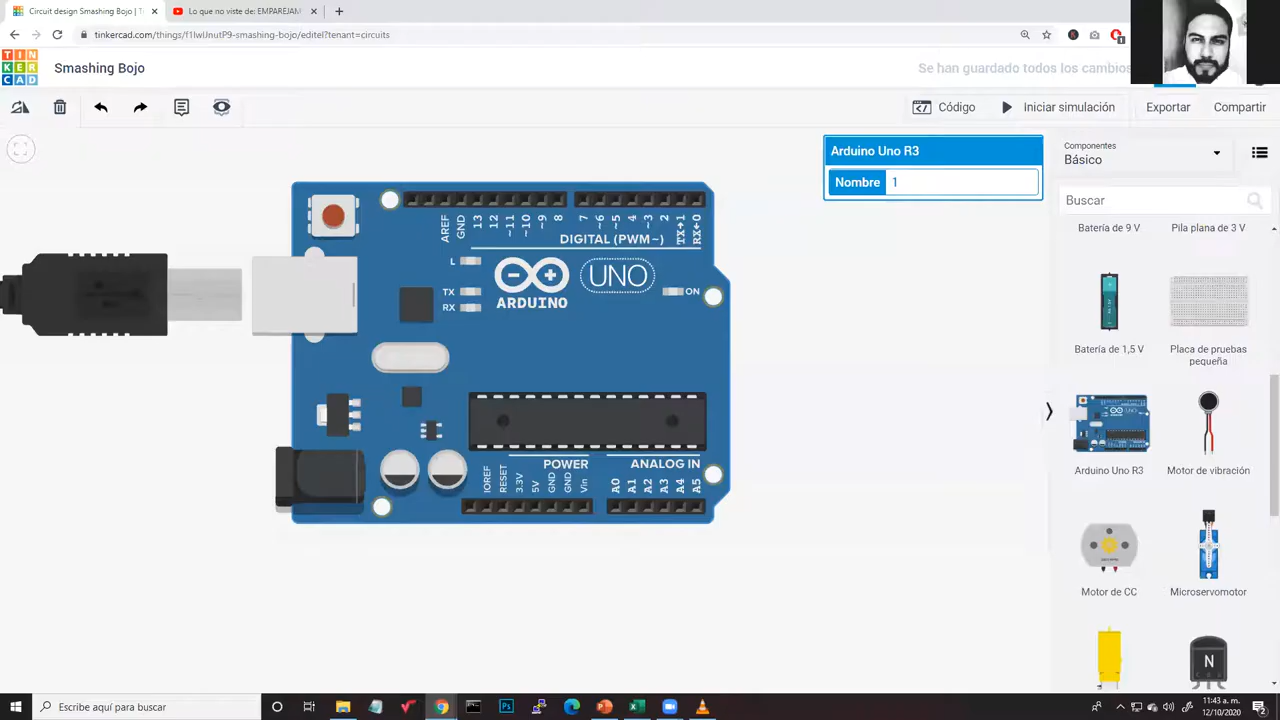 Circuit design Smashing Bojo | Ti
Lo que no viste de: EMPAREJAM
tinkercad.com/things/f1IwlJnutP9-smashing-bojo/editel?tenant=circuits
TIN
KER
CAD
Smashing Bojo
Se han guardado todos los cambios
Código
Iniciar simulación
Exportar
Compartir
Arduino Uno R3
Nombre
1
Componentes
Básico
Buscar
Batería de 9 V
Pila plana de 3 V
Batería de 1,5 V
Placa de pruebas
pequeña
Arduino Uno R3
Motor de vibración
Motor de CC
Microservomotor
N
AREF
GND
13
12
~11
~10
~9
8
7
~6
~5
4
~3
2
TX→1
RX←0
DIGITAL (PWM~)
L
TX
RX
ARDUINO
UNO
ON
POWER
ANALOG IN
IOREF
RESET
3.3V
5V
GND
GND
Vin
A0
A1
A2
A3
A4
A5
Escribe aquí para buscar
11:43 a. m.
12/10/2020
2